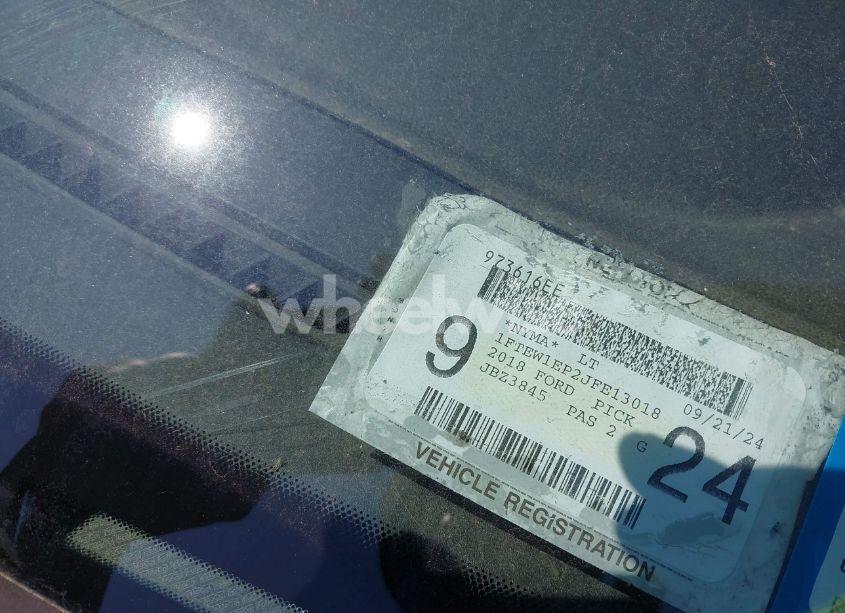 973616EE
*NYMA* LT
1FTEW1EP2JFE13018 09/21/24
2018 FORD PICK
JBZ3845 PAS 2 G
9
24
VEHICLE REGISTRATION